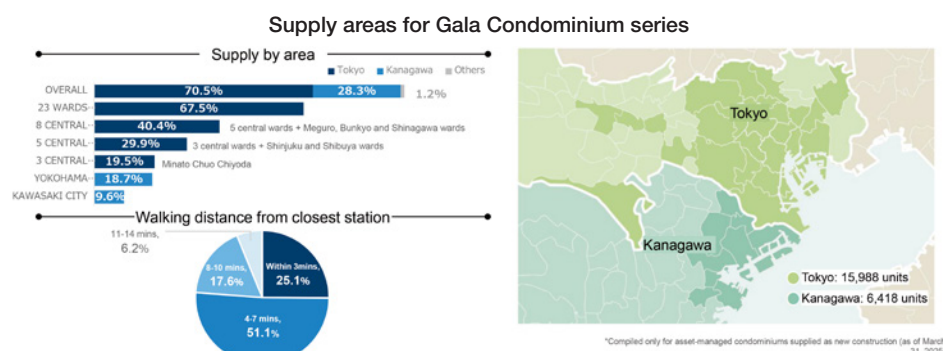 Supply areas for Gala Condominium series
Supply by area
Tokyo Kanagawa Others
OVERALL 70.5% 28.3% 1.2%
23 WARDS 67.5%
8 CENTRAL 40.4% 5 central wards + Meguro, Bunkyo and Shinagawa wards
5 CENTRAL 29.9% 3 central wards + Shinjuku and Shibuya wards
3 CENTRAL 19.5% Minato Chuo Chiyoda
YOKOHAMA 18.7%
KAWASAKI CITY 9.6%
Walking distance from closest station
11-14 mins,
6.2%
8-10 mins,
17.6%
Within 3mins,
25.1%
4-7 mins,
51.1%
Tokyo
Kanagawa
Tokyo: 15,988 units
Kanagawa: 6,418 units
*Compiled only for asset-managed condominiums supplied as new construction (as of March